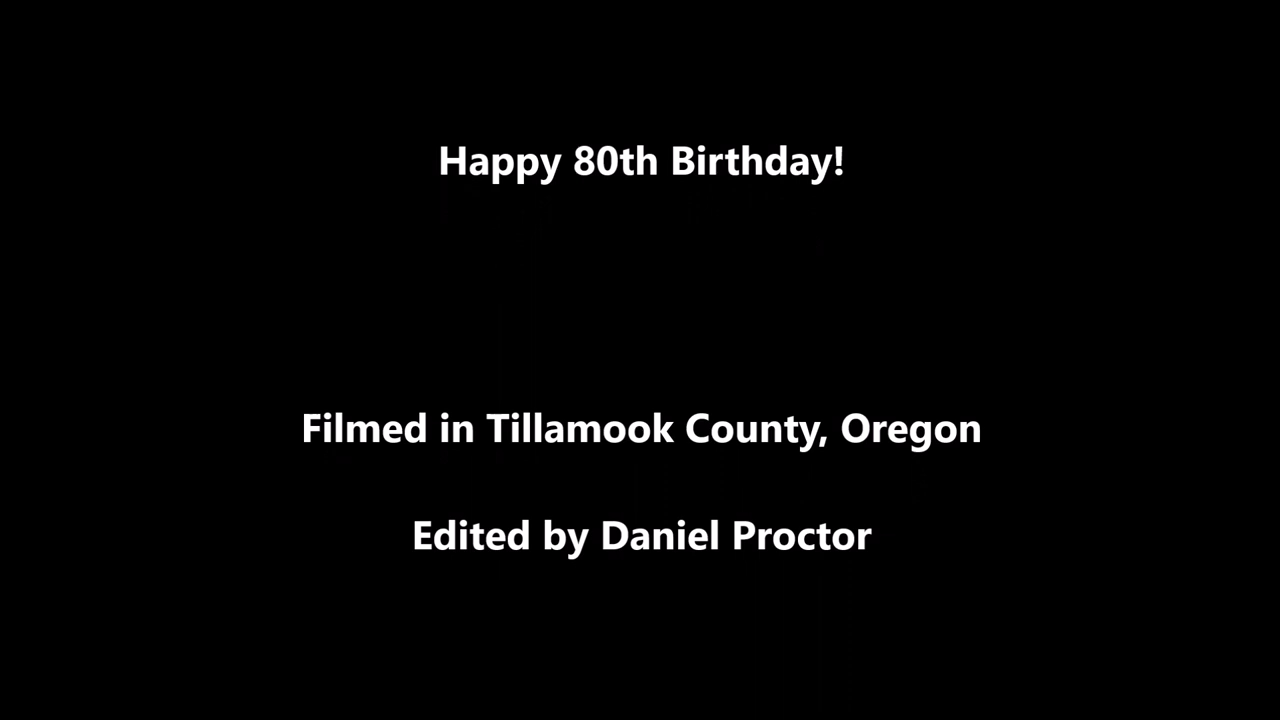 Happy 80th Birthday!
Filmed in Tillamook County, Oregon
Edited by Daniel Proctor